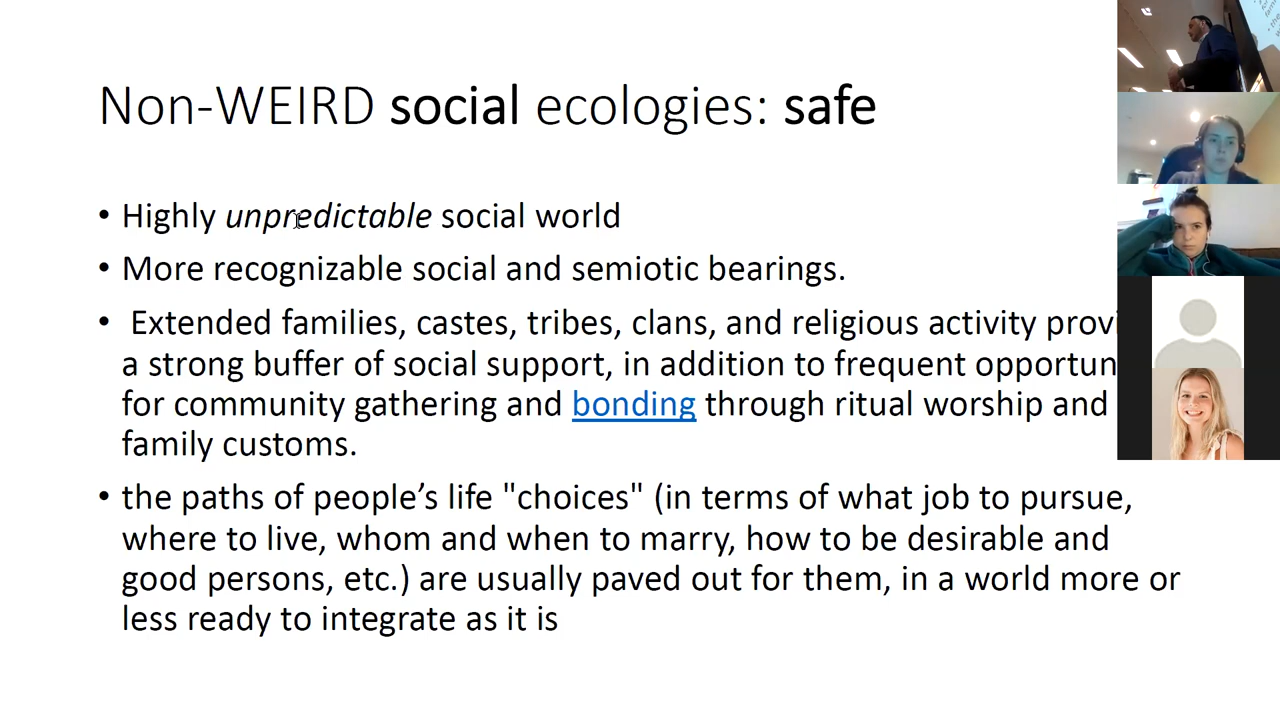 Non-WEIRD social ecologies: safe
• Highly unpredictable social world
• More recognizable social and semiotic bearings.
• Extended families, castes, tribes, clans, and religious activity provi
a strong buffer of social support, in addition to frequent opportun
for community gathering and bonding through ritual worship and
family customs.
• the paths of people’s life "choices" (in terms of what job to pursue,
where to live, whom and when to marry, how to be desirable and
good persons, etc.) are usually paved out for them, in a world more or
less ready to integrate as it is